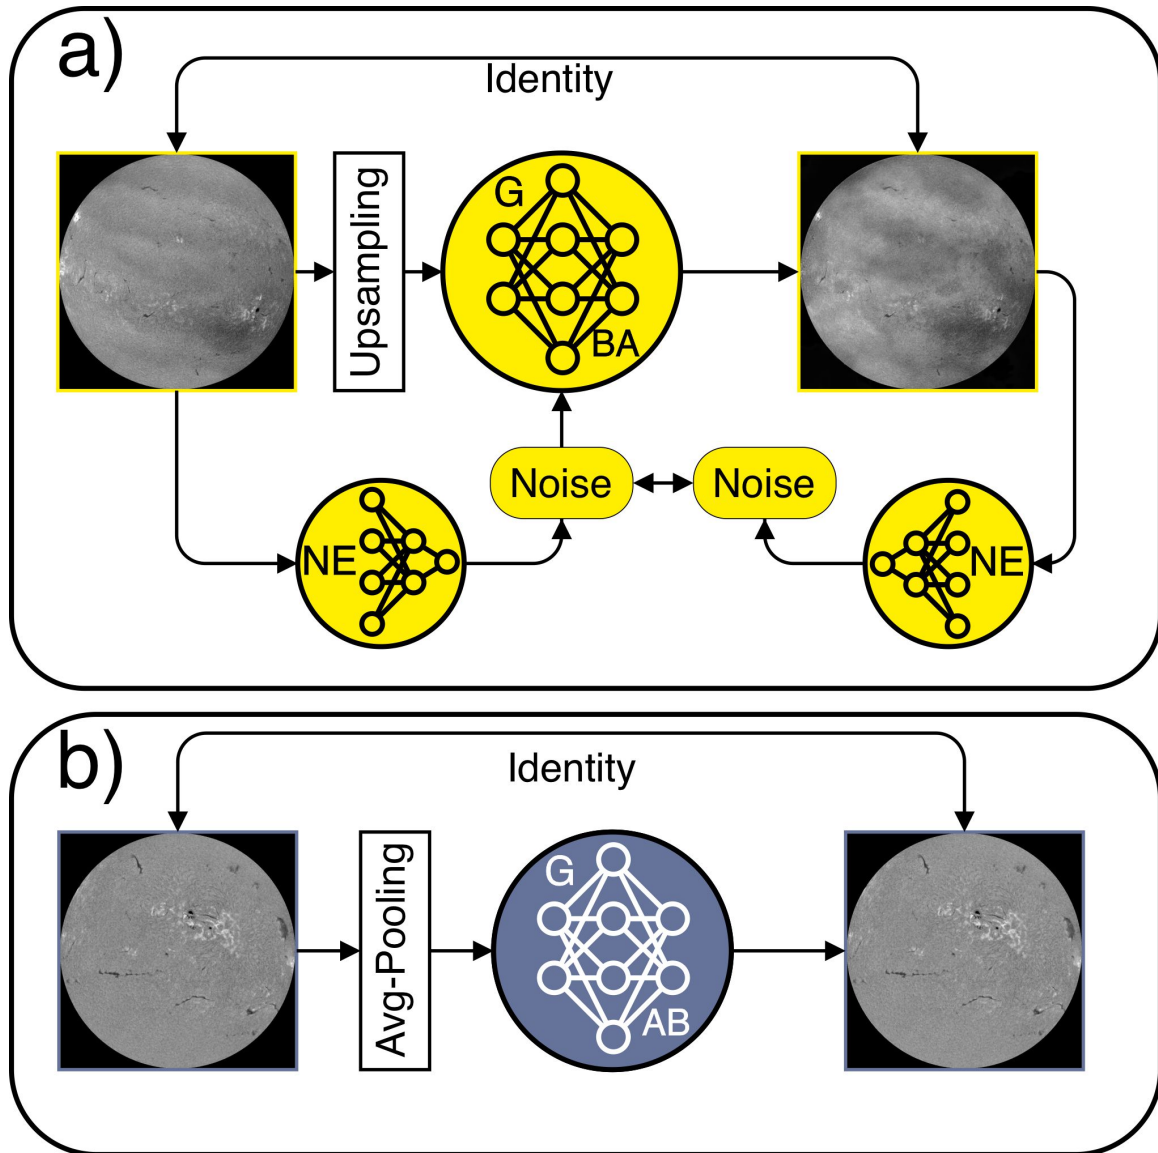 a)
Identity
Upsampling
G
BA
Noise
Noise
NE
NE
b)
Identity
Avg-Pooling
G
AB